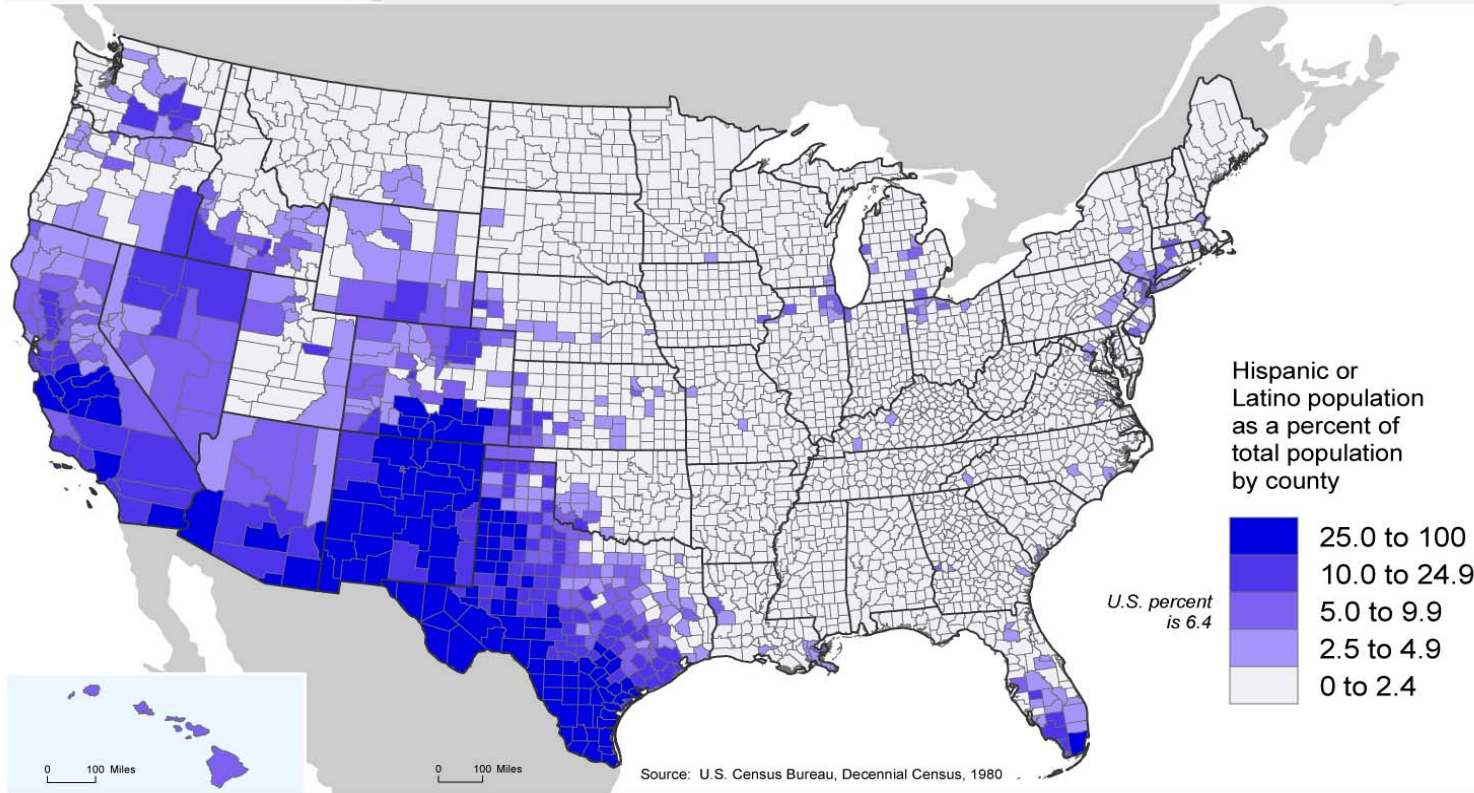 Hispanic or
Latino population
as a percent of
total population
by county
25.0 to 100
10.0 to 24.9
5.0 to 9.9
2.5 to 4.9
0 to 2.4
U.S. percent
is 6.4
0 100 Miles
0 100 Miles
Source: U.S. Census Bureau, Decennial Census, 1980